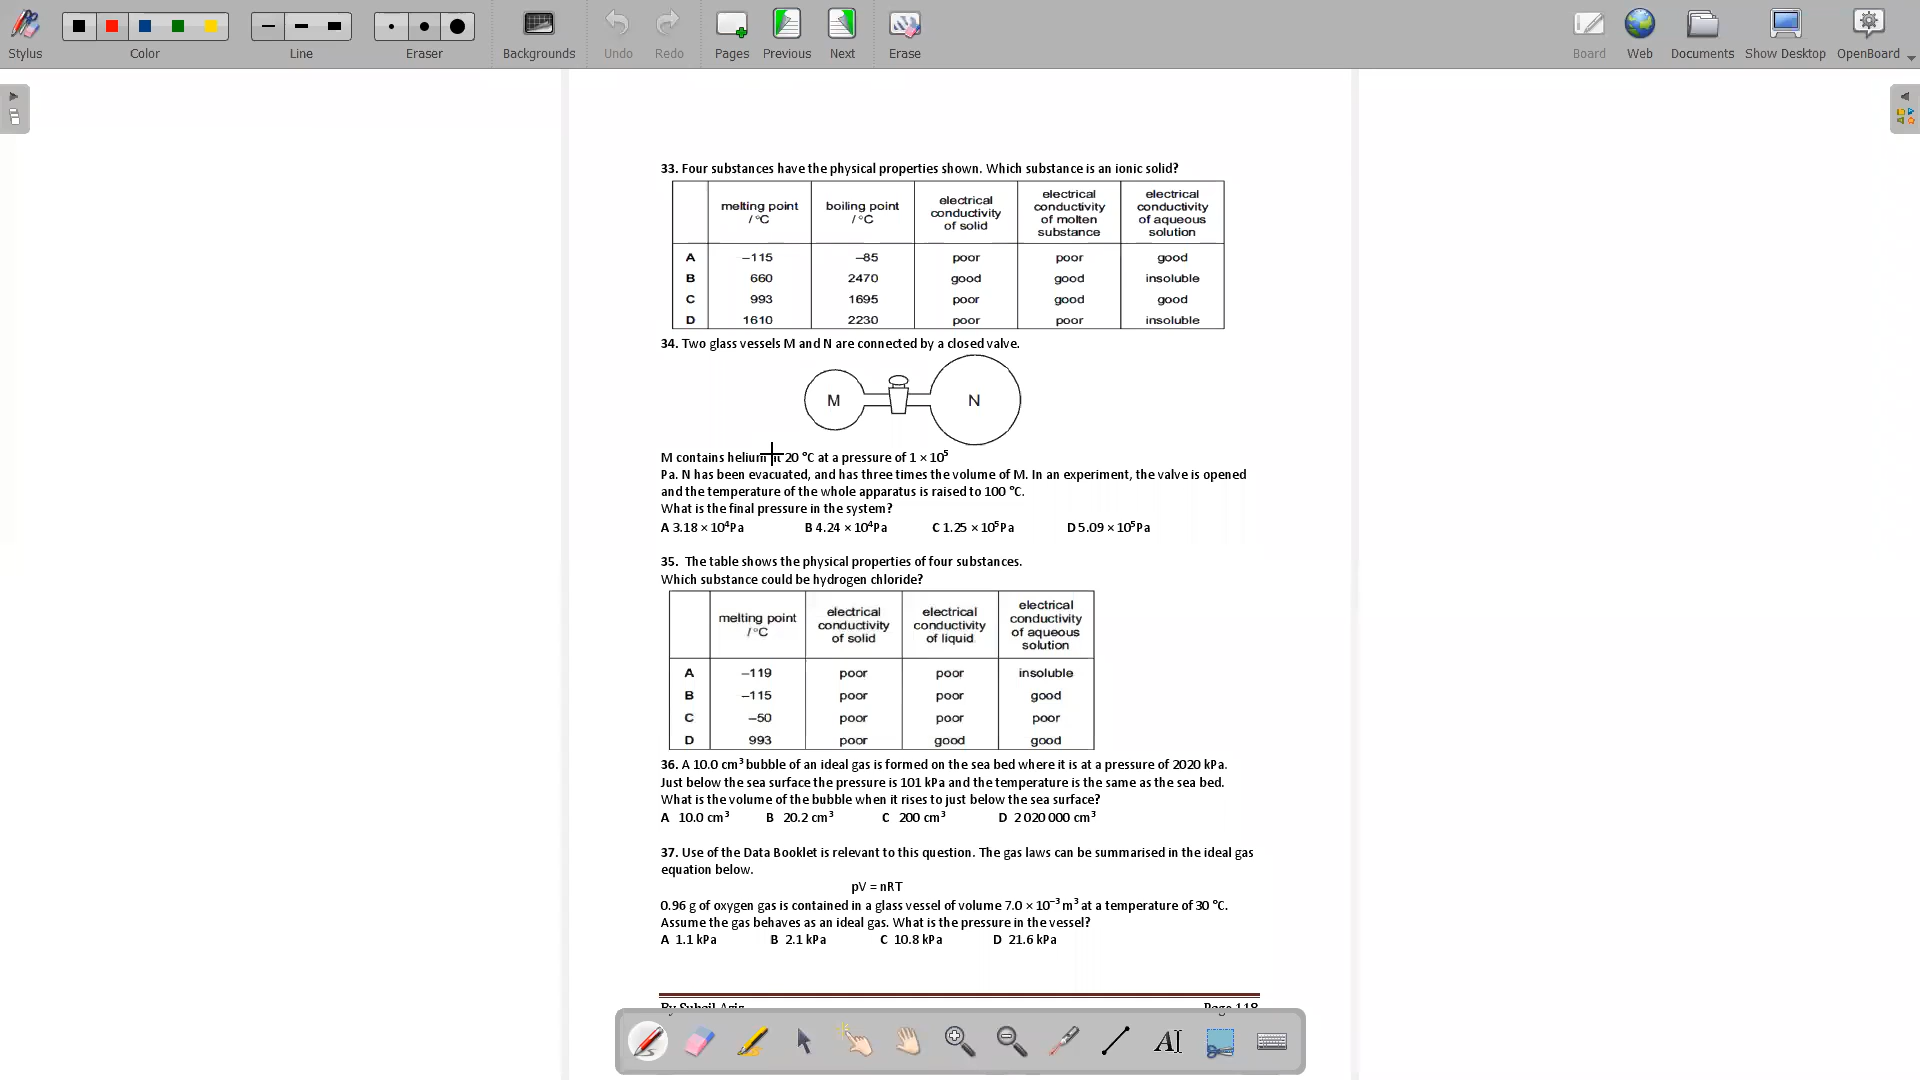 Stylus Color Line Eraser Backgrounds Undo Redo Pages Previous Next Erase Board Web Documents Show Desktop OpenBoard
33. Four substances have the physical properties shown. Which substance is an ionic solid?
melting point /°C boiling point /°C electrical conductivity of solid electrical conductivity of molten substance electrical conductivity of aqueous solution
A –115 –85 poor poor good
B 660 2470 good good insoluble
C 993 1695 poor good good
D 1610 2230 poor poor insoluble
34. Two glass vessels M and N are connected by a closed valve.
M N
M contains helium at 20 °C at a pressure of 1 × 10⁵
Pa. N has been evacuated, and has three times the volume of M. In an experiment, the valve is opened
and the temperature of the whole apparatus is raised to 100 °C.
What is the final pressure in the system?
A 3.18 × 10⁴Pa B 4.24 × 10⁴Pa C 1.25 × 10⁵Pa D 5.09 × 10⁵Pa
35. The table shows the physical properties of four substances.
Which substance could be hydrogen chloride?
melting point /°C electrical conductivity of solid electrical conductivity of liquid electrical conductivity of aqueous solution
A –119 poor poor insoluble
B –115 poor poor good
C –50 poor poor poor
D 993 poor good good
36. A 10.0 cm³ bubble of an ideal gas is formed on the sea bed where it is at a pressure of 2020 kPa.
Just below the sea surface the pressure is 101 kPa and the temperature is the same as the sea bed.
What is the volume of the bubble when it rises to just below the sea surface?
A 10.0 cm³ B 20.2 cm³ C 200 cm³ D 2 020 000 cm³
37. Use of the Data Booklet is relevant to this question. The gas laws can be summarised in the ideal gas
equation below.
pV = nRT
0.96 g of oxygen gas is contained in a glass vessel of volume 7.0 × 10⁻³ m³ at a temperature of 30 °C.
Assume the gas behaves as an ideal gas. What is the pressure in the vessel?
A 1.1 kPa B 2.1 kPa C 10.8 kPa D 21.6 kPa
By Suhail Aziz Page 118